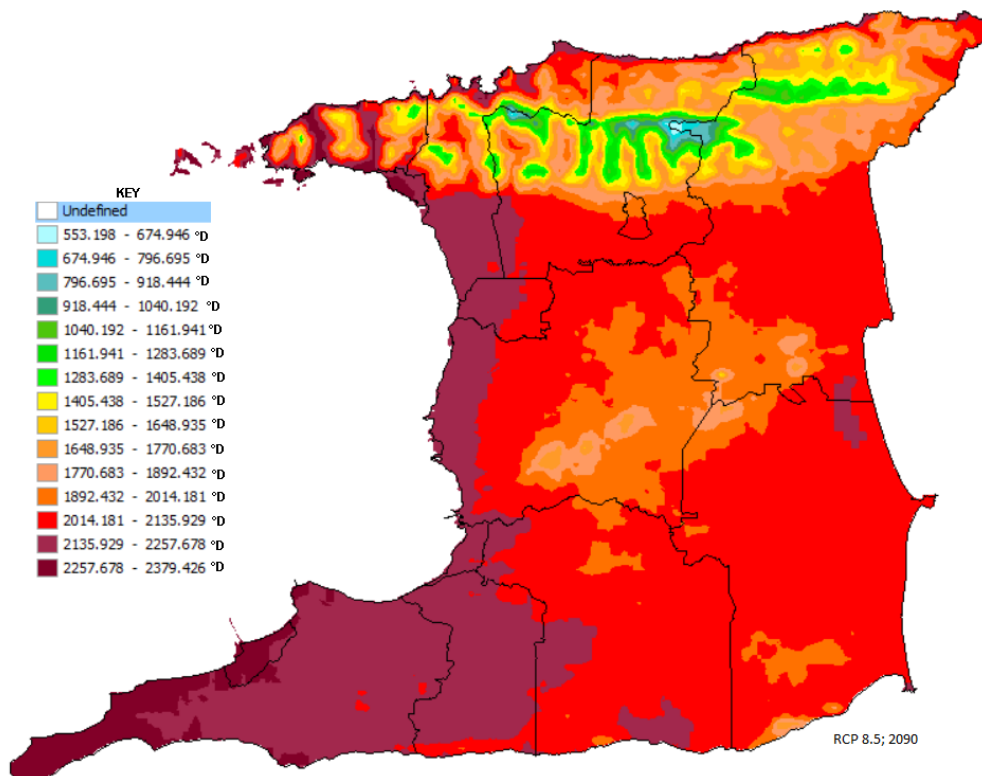 KEY
Undefined
553.198 - 674.946 °D
674.946 - 796.695 °D
796.695 - 918.444 °D
918.444 - 1040.192 °D
1040.192 - 1161.941 °D
1161.941 - 1283.689 °D
1283.689 - 1405.438 °D
1405.438 - 1527.186 °D
1527.186 - 1648.935 °D
1648.935 - 1770.683 °D
1770.683 - 1892.432 °D
1892.432 - 2014.181 °D
2014.181 - 2135.929 °D
2135.929 - 2257.678 °D
2257.678 - 2379.426 °D
RCP 8.5; 2090